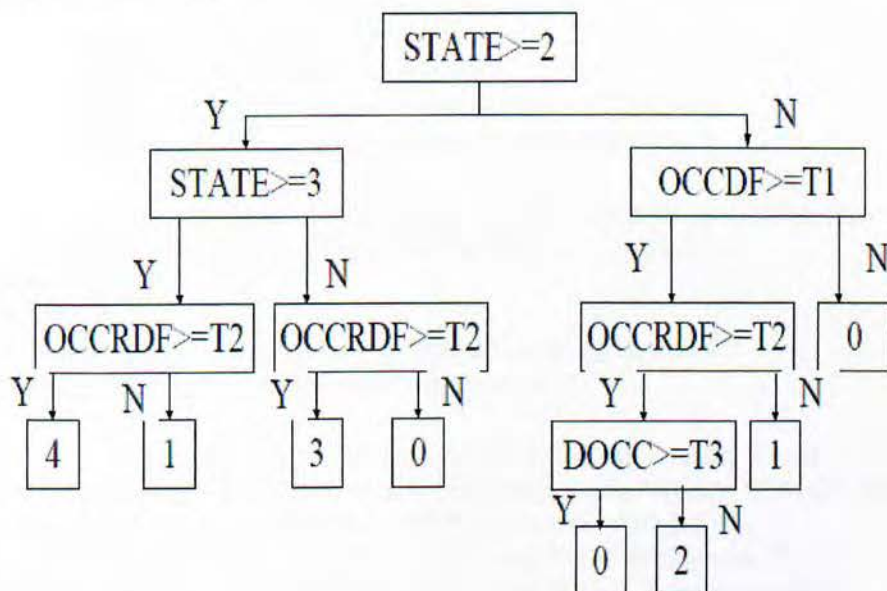 STATE>=2
Y N
STATE>=3 OCCDF>=T1
Y N Y N
OCCRDF>=T2 OCCRDF>=T2 OCCRDF>=T2 0
Y N Y N Y N
4 1 3 0 DOCC>=T3 1
Y N
0 2